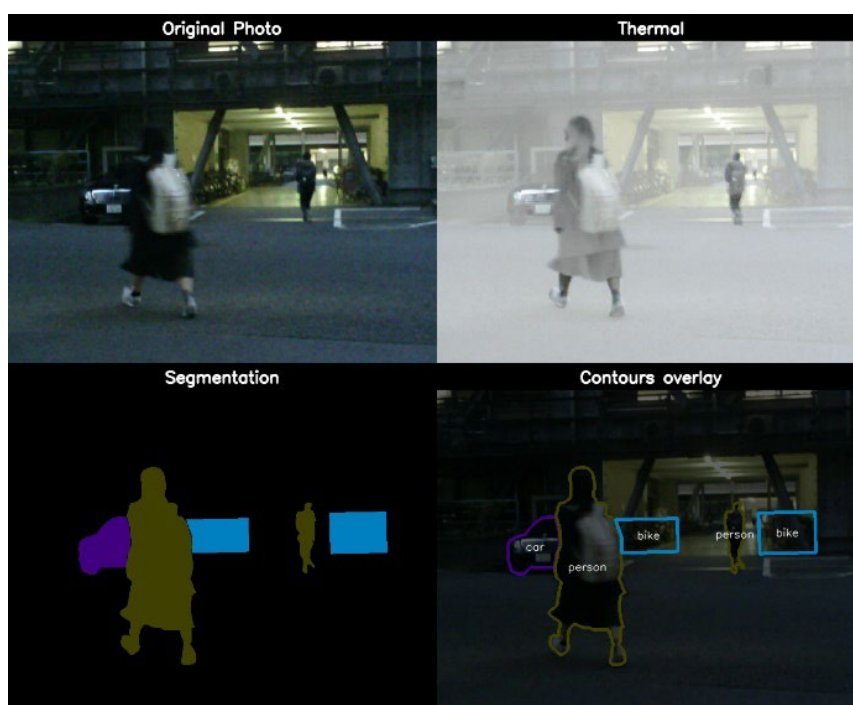 Original Photo
Thermal
Segmentation
Contours overlay
car
person
bike
person
bike